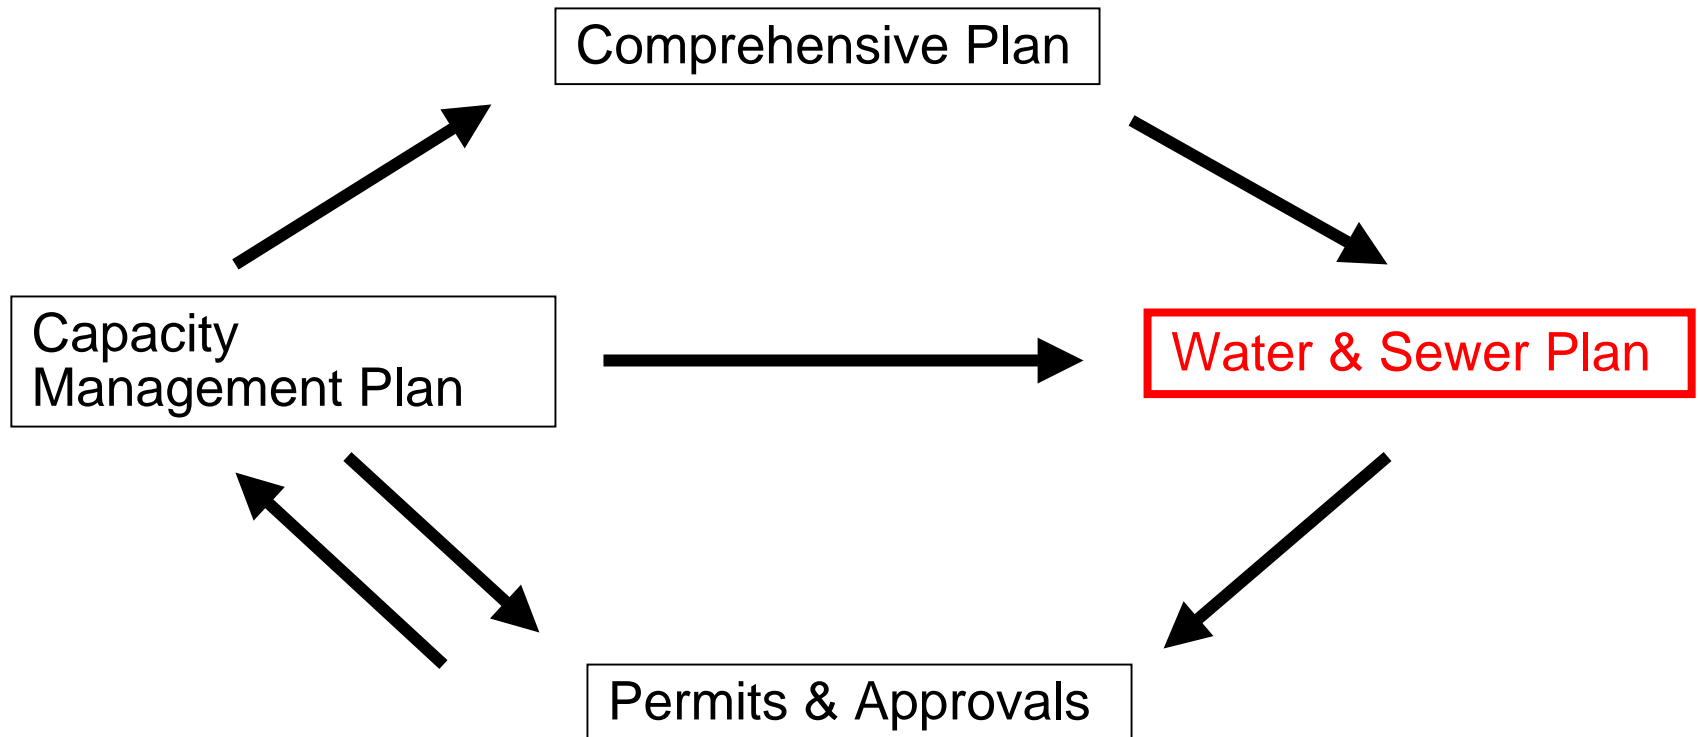 Comprehensive Plan
Capacity
Management Plan
Water & Sewer Plan
Permits & Approvals